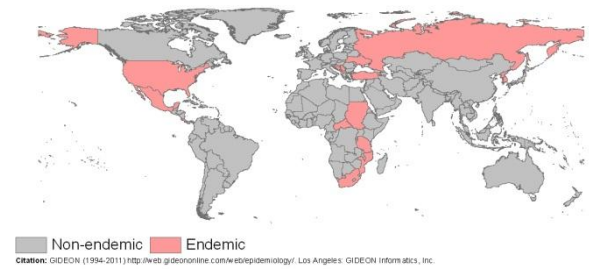 Non-endemic Endemic
Citation: GIDEON (1994-2011) http://web.gideononline.com/web/epidemiology/. Los Angeles: GIDEON Informatics, Inc.